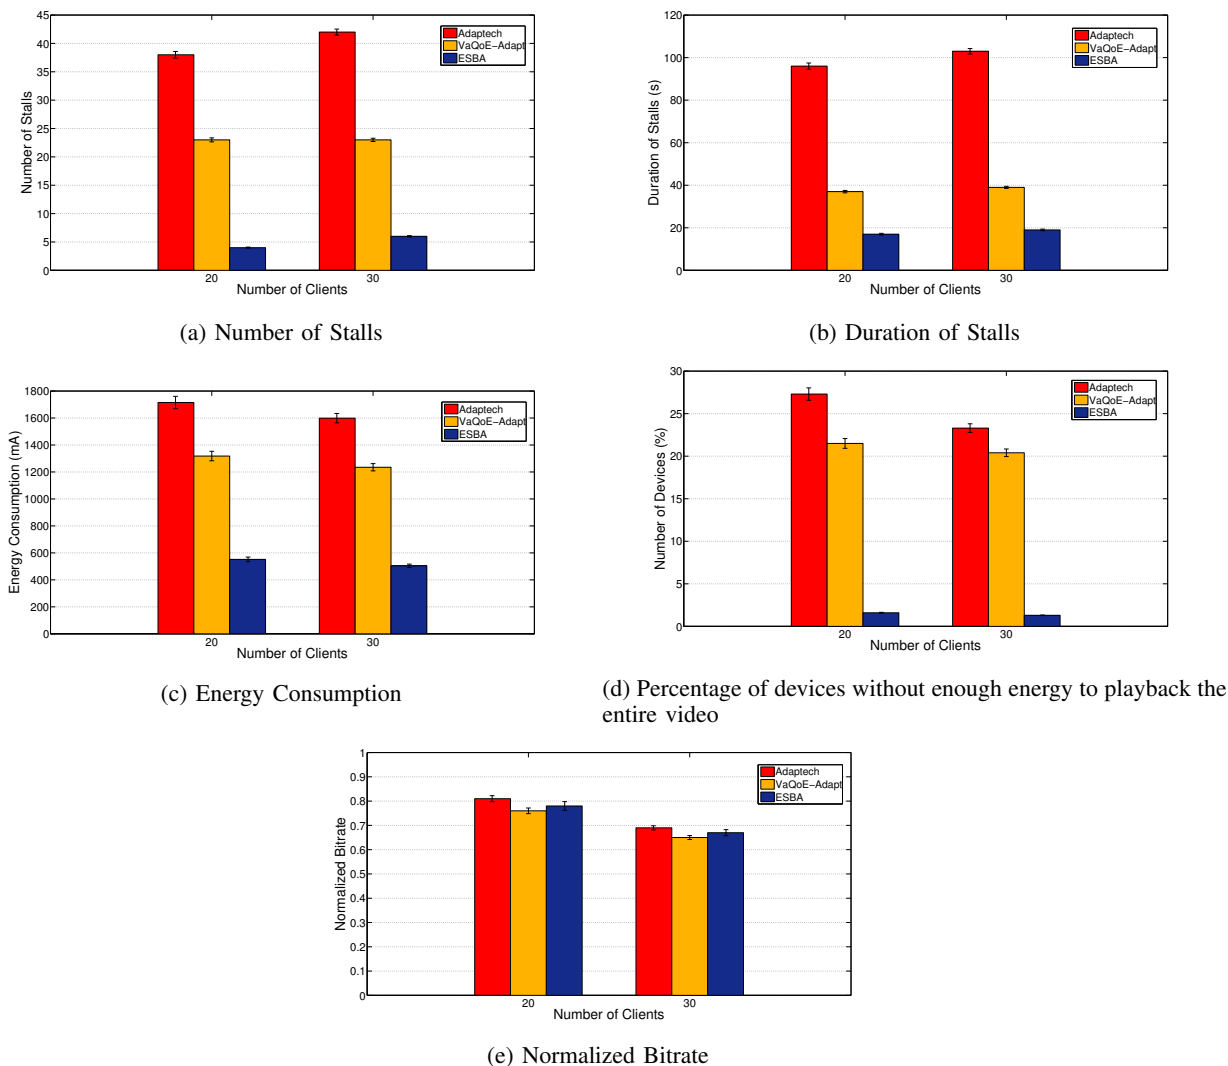 45
40
35
30
25
20
15
10
5
0
Number of Stalls
Adaptech
VaQoE-Adapt
ESBA
20
30
Number of Clients
(a) Number of Stalls
120
100
80
60
40
20
0
Duration of Stalls (s)
Adaptech
VaQoE-Adapt
ESBA
20
30
Number of Clients
(b) Duration of Stalls
1800
1600
1400
1200
1000
800
600
400
200
0
Energy Consumption (mA)
Adaptech
VaQoE-Adapt
ESBA
20
30
Number of Clients
(c) Energy Consumption
30
25
20
15
10
5
0
Number of Devices (%)
Adaptech
VaQoE-Adapt
ESBA
20
30
Number of Clients
(d) Percentage of devices without enough energy to playback the
entire video
1
0.9
0.8
0.7
0.6
0.5
0.4
0.3
0.2
0.1
0
Normalized Bitrate
Adaptech
VaQoE-Adapt
ESBA
20
30
Number of Clients
(e) Normalized Bitrate